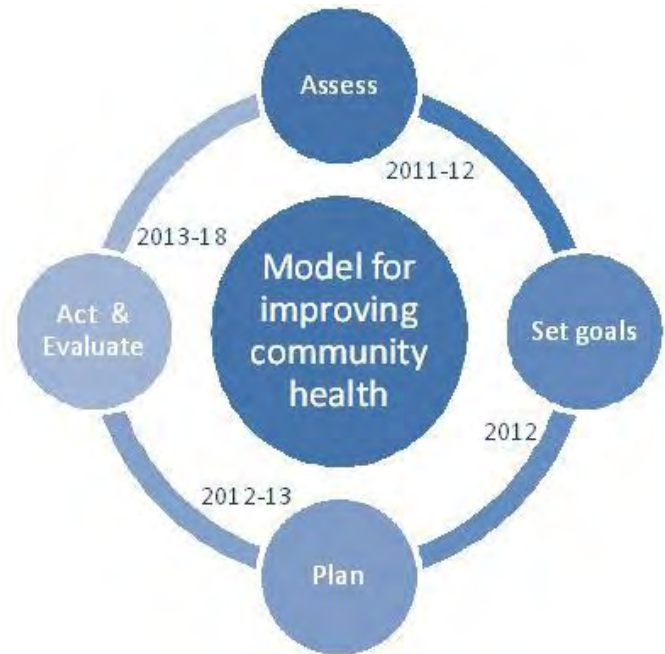 Assess
2011-12
Set goals
2012
Plan
2012-13
Act & 
Evaluate
2013-18
Model for
improving
community
health